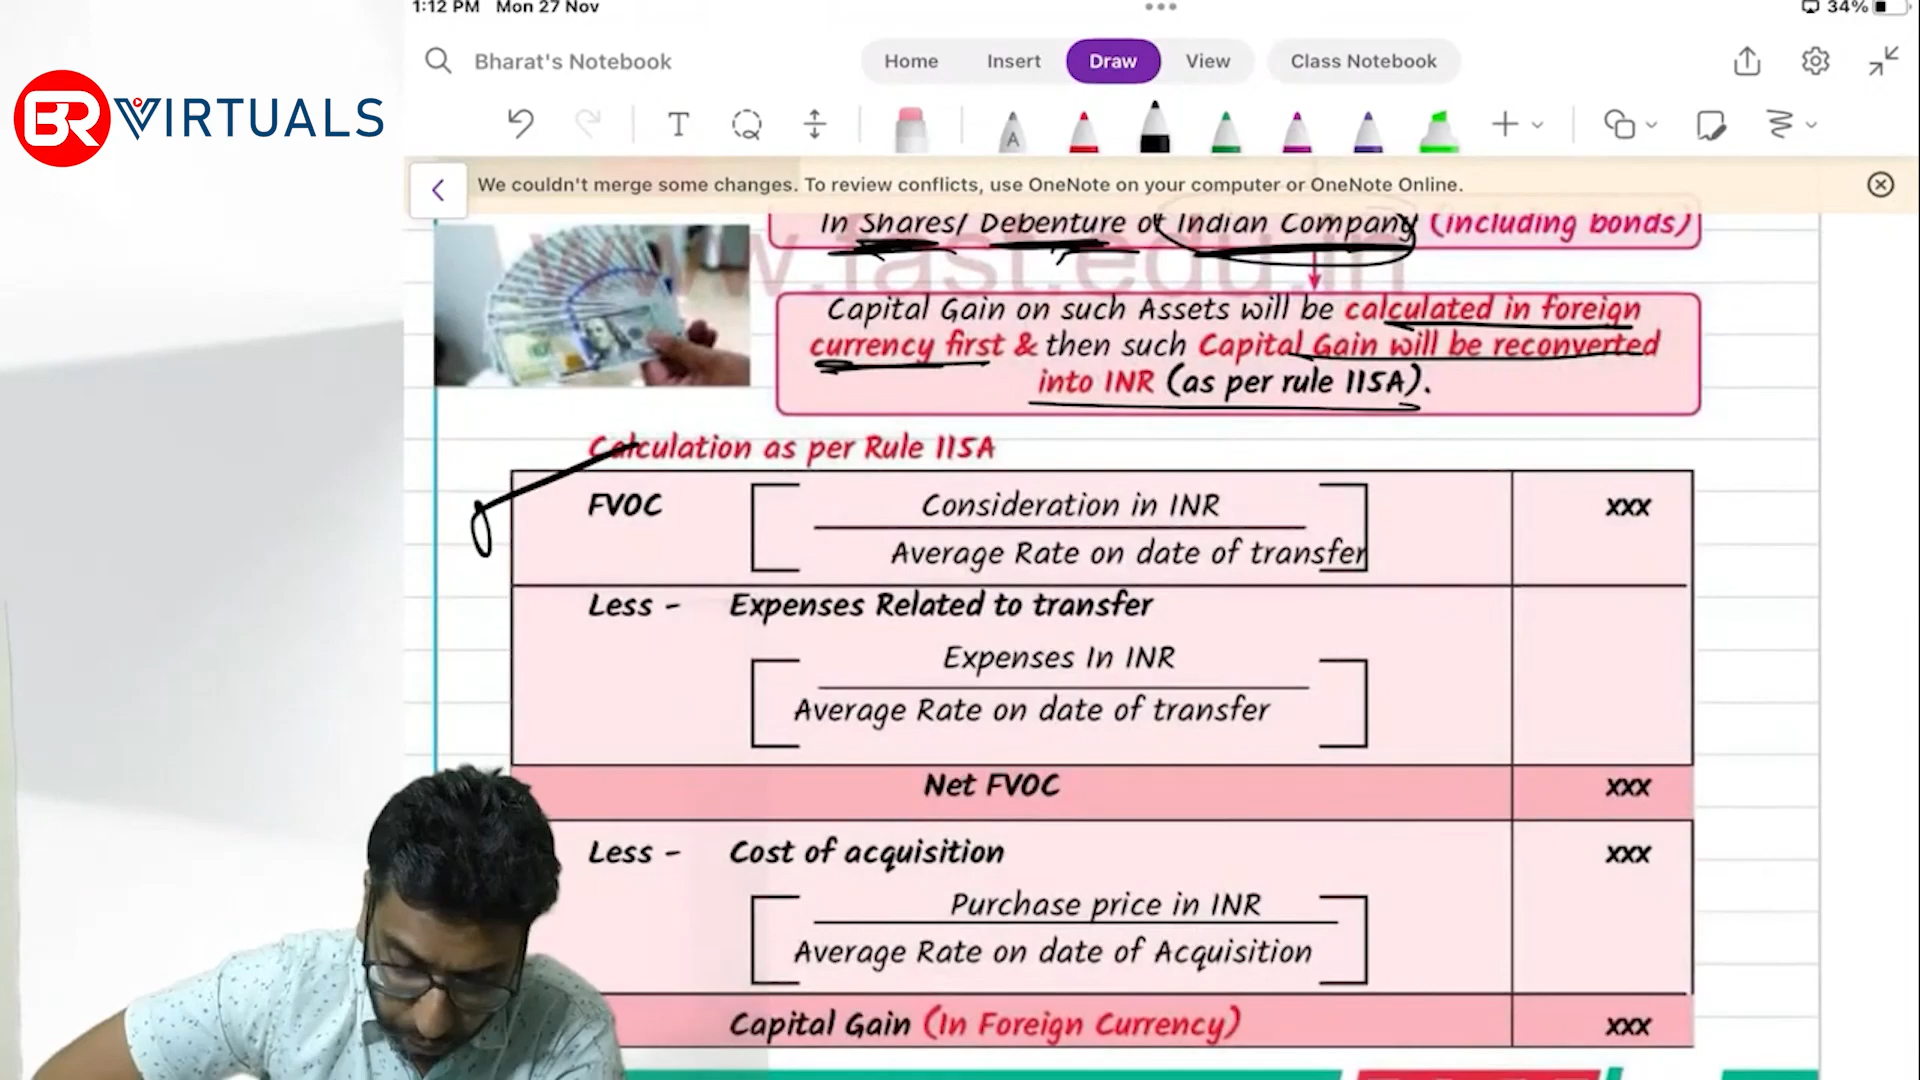 1:12 PM Mon 27 Nov
34%
BR VIRTUALS
Bharat's Notebook
Home Insert Draw View Class Notebook
T
A
We couldn't merge some changes. To review conflicts, use OneNote on your computer or OneNote Online.
In Shares/ Debenture of Indian Company (including bonds)
www.fast.edu.in
Capital Gain on such Assets will be calculated in foreign
currency first & then such Capital Gain will be reconverted
into INR (as per rule 115A).
Calculation as per Rule 115A
FVOC Consideration in INR xxx
Average Rate on date of transfer
Less - Expenses Related to transfer
Expenses In INR
Average Rate on date of transfer
Net FVOC xxx
Less - Cost of acquisition xxx
Purchase price in INR
Average Rate on date of Acquisition
Capital Gain (In Foreign Currency) xxx